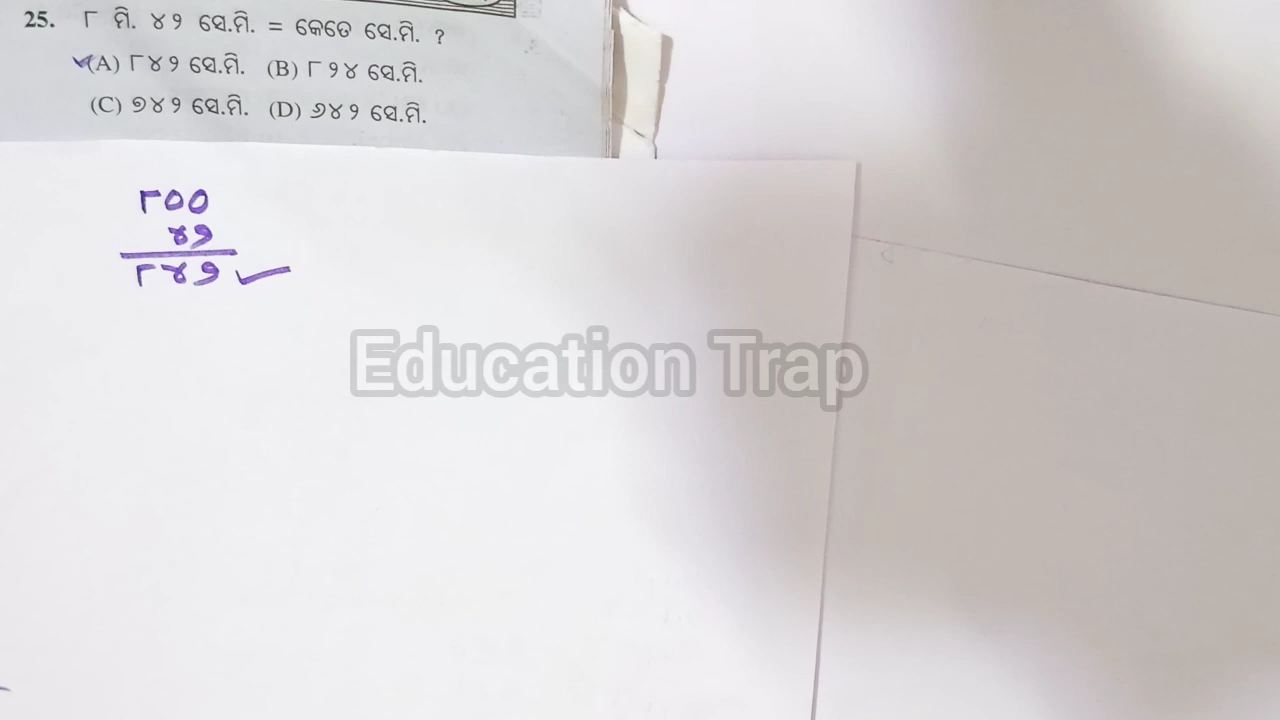 25. ୮ ମି. ୪୨ ସେ.ମି. = କେତେ ସେ.ମି. ?
(A) ୮୪୨ ସେ.ମି. (B) ୮୨୪ ସେ.ମି.
(C) ୭୪୨ ସେ.ମି. (D) ୬୪୨ ସେ.ମି.
୮୦୦
୪୨
୮୪୨
Education Trap